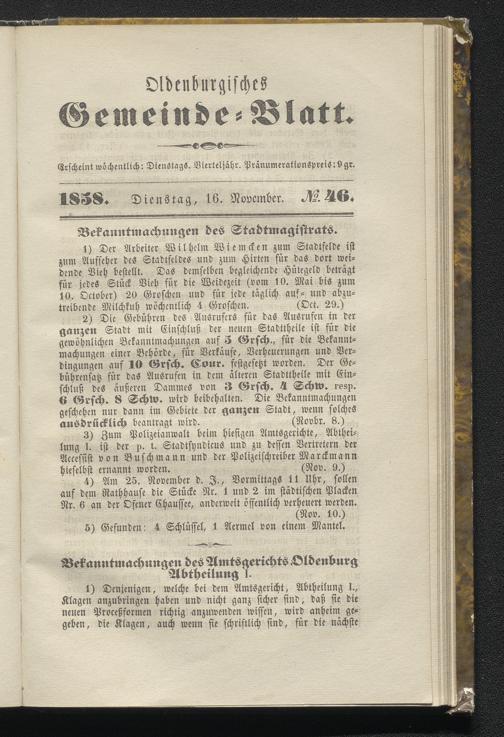 Oldenburgisches
Gemeinde-Blatt.
Erscheint wöchentlich: Dienstags. Vierteljähr. Pränumerationspreis: 9 gr.
1858. Dienstag, 16. November. № 46.
Bekanntmachungen des Stadtmagistrats.
1) Der Arbeiter Wilhelm Wiemcken zum Stadtfelde ist
zum Aufseher des Stadtfeldes und zum Hirten für das dort wei-
dende Vieh bestellt. Das demselben begleichende Hütegeld beträgt
für jedes Stück Vieh für die Weidezeit (vom 10. Mai bis zum
10. October) 20 Groschen und für jede täglich auf- und abzu-
treibende Milchkuh wöchentlich 4 Groschen. (Oct. 29.)
2) Die Gebühren des Ausrufers für das Ausrufen in der
ganzen Stadt mit Einschluß der neuen Stadttheile ist für die
gewöhnlichen Bekanntmachungen auf 5 Grsch., für die Bekannt-
machungen einer Behörde, für Verkäufe, Verheuerungen und Ver-
dingungen auf 10 Grsch. Cour. festgesetzt worden. Der Ge-
bührensatz für das Ausrufen in dem älteren Stadttheile mit Ein-
schluß des äußeren Dammes von 3 Grsch. 4 Schw. resp.
6 Grsch. 8 Schw. wird beibehalten. Die Bekanntmachungen
geschehen nur dann im Gebiete der ganzen Stadt, wenn solches
ausdrücklich beantragt wird. (Novbr. 8.)
3) Zum Polizeianwalt beim hiesigen Amtsgerichte, Abthei-
lung I. ist der p. t. Stadtsyndicus und zu dessen Vertretern der
Accessist von Buschmann und der Polizeischreiber Marckmann
hieselbst ernannt worden. (Nov. 9.)
4) Am 25. November d. J., Vormittags 11 Uhr, sollen
auf dem Rathhause die Stücke Nr. 1 und 2 im städtischen Placken
Nr. 6 an der Ofener Chaussee, anderweit öffentlich verheuert werden.
(Nov. 10.)
5) Gefunden: 4 Schlüssel, 1 Aermel von einem Mantel.
Bekanntmachungen des Amtsgerichts Oldenburg
Abtheilung I.
1) Denjenigen, welche bei dem Amtsgericht, Abtheilung I.,
Klagen anzubringen haben und nicht ganz sicher sind, daß sie die
neuen Proceßformen richtig anzuwenden wissen, wird anheim ge-
geben, die Klagen, auch wenn sie schriftlich sind, für die nächste